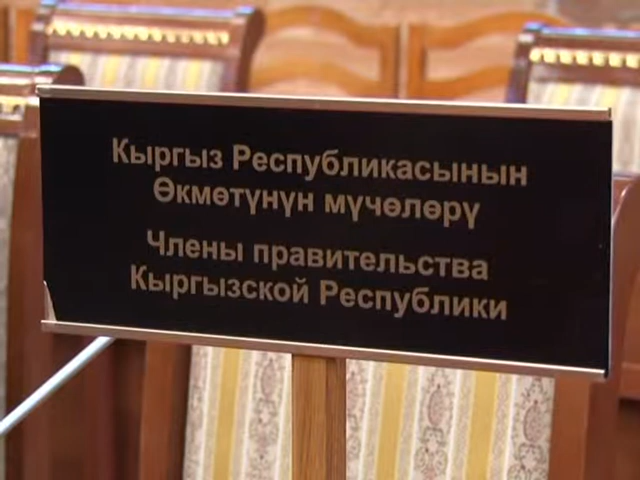 Кыргыз Республикасынын
Өкмөтүнүн мүчөлөрү
Члены правительства
Кыргызской Республики